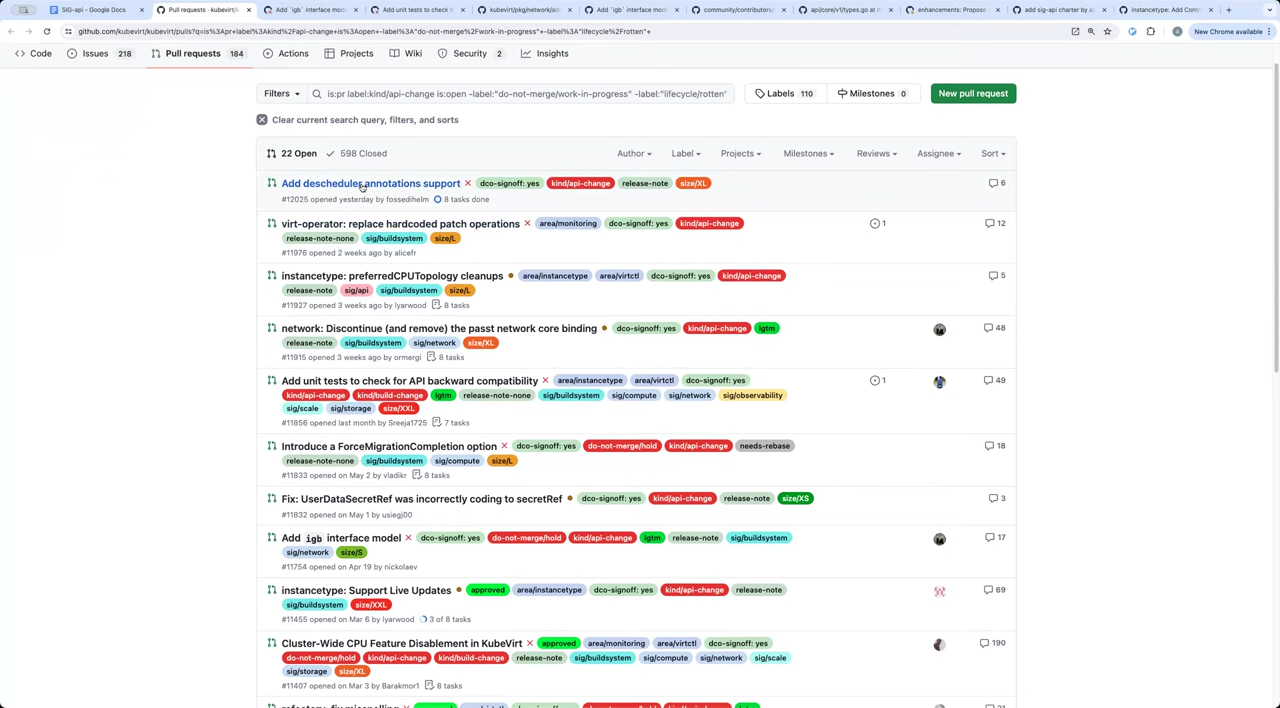 SIG-api - Google Docs
Pull requests · kubevirt/kubev
Add `igb` interface mode
Add unit tests to check f
kubevirt/pkg/network/adm
Add `igb` interface mode
community/contributors/
api/core/v1/types.go at m
enhancements: Propose
add sig-api charter by al
instancetype: Add Contr
github.com/kubevirt/kubevirt/pulls?q=is%3Apr+label%3Akind%2Fapi-change+is%3Aopen+-label%3A"do-not-merge%2Fwork-in-progress"+-label%3A"lifecycle%2Frotten"+
New Chrome available
Code
Issues 218
Pull requests 184
Actions
Projects
Wiki
Security 2
Insights
Filters
is:pr label:kind/api-change is:open -label:"do-not-merge/work-in-progress" -label:"lifecycle/rotten"
Labels 110
Milestones 0
New pull request
Clear current search query, filters, and sorts
22 Open 598 Closed
Author Label Projects Milestones Reviews Assignee Sort
Add descheduler annotations support dco-signoff: yes kind/api-change release-note size/XL 6
#12025 opened yesterday by fossedihelm 8 tasks done
virt-operator: replace hardcoded patch operations area/monitoring dco-signoff: yes kind/api-change 1 12
release-note-none sig/buildsystem size/L
#11976 opened 2 weeks ago by alicefr
instancetype: preferredCPUTopology cleanups area/instancetype area/virtctl dco-signoff: yes kind/api-change 5
release-note sig/api sig/buildsystem size/L
#11927 opened 3 weeks ago by lyarwood 8 tasks
network: Discontinue (and remove) the passt network core binding dco-signoff: yes kind/api-change lgtm 48
release-note sig/buildsystem sig/network size/XL
#11915 opened 3 weeks ago by ormergi 8 tasks
Add unit tests to check for API backward compatibility area/instancetype area/virtctl dco-signoff: yes 1 49
kind/api-change kind/build-change lgtm release-note-none sig/buildsystem sig/compute sig/network sig/observability
sig/scale sig/storage size/XXL
#11856 opened last month by Sreeja1725 7 tasks
Introduce a ForceMigrationCompletion option dco-signoff: yes do-not-merge/hold kind/api-change needs-rebase 18
release-note-none sig/buildsystem sig/compute size/L
#11833 opened on May 2 by vladikr 8 tasks
Fix: UserDataSecretRef was incorrectly coding to secretRef dco-signoff: yes kind/api-change release-note size/XS 3
#11832 opened on May 1 by usiegj00
Add igb interface model dco-signoff: yes do-not-merge/hold kind/api-change lgtm release-note sig/buildsystem 17
sig/network size/S
#11754 opened on Apr 19 by nickolaev
instancetype: Support Live Updates approved area/instancetype dco-signoff: yes kind/api-change release-note 69
sig/buildsystem size/XXL
#11455 opened on Mar 6 by lyarwood 3 of 8 tasks
Cluster-Wide CPU Feature Disablement in KubeVirt approved area/monitoring area/virtctl dco-signoff: yes 190
do-not-merge/hold kind/api-change kind/build-change release-note sig/buildsystem sig/compute sig/network sig/scale
sig/storage size/XL
#11407 opened on Mar 3 by Barakmor1 8 tasks